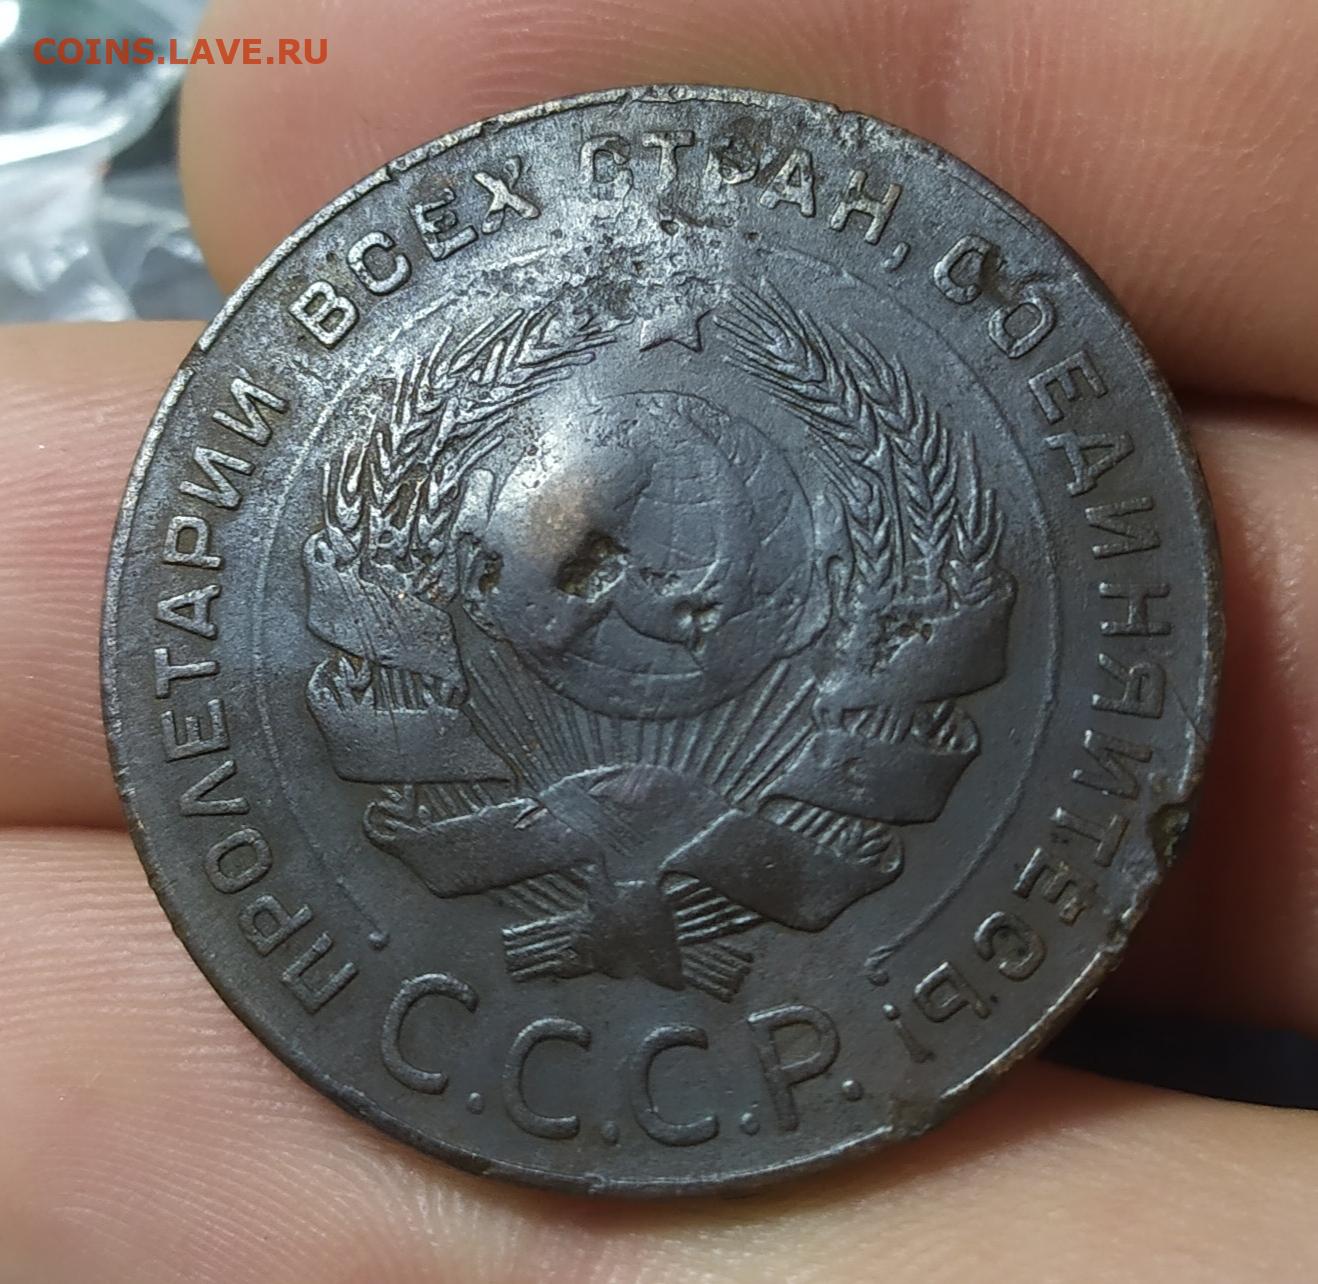 COINS.LAVE.RU
ПРОЛЕТАРИИ ВСЕХ СТРАН, СОЕДИНЯЙТЕСЬ!
.С.С.С.Р.